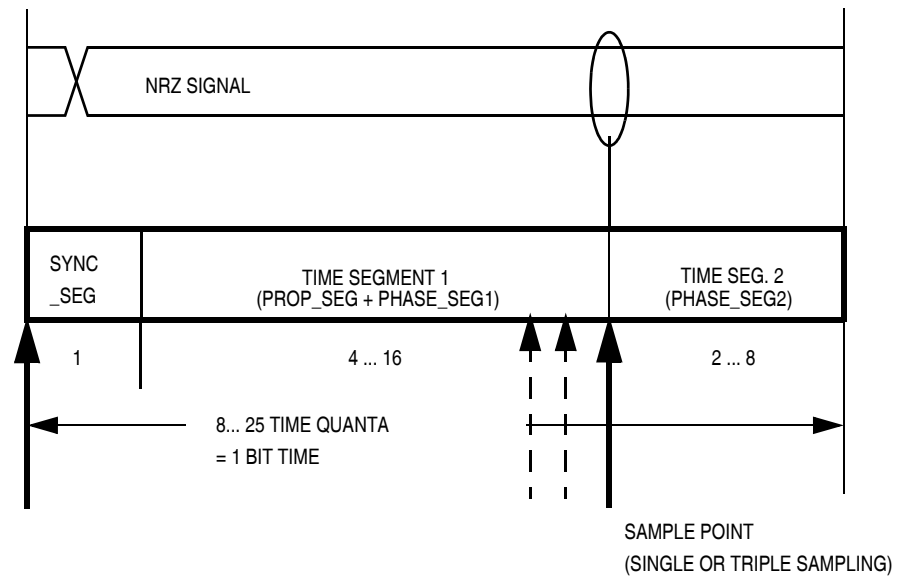 NRZ SIGNAL
SYNC
_SEG
TIME SEGMENT 1
(PROP_SEG + PHASE_SEG1)
TIME SEG. 2
(PHASE_SEG2)
1
4 ... 16
2 ... 8
8... 25 TIME QUANTA
= 1 BIT TIME
SAMPLE POINT
(SINGLE OR TRIPLE SAMPLING)